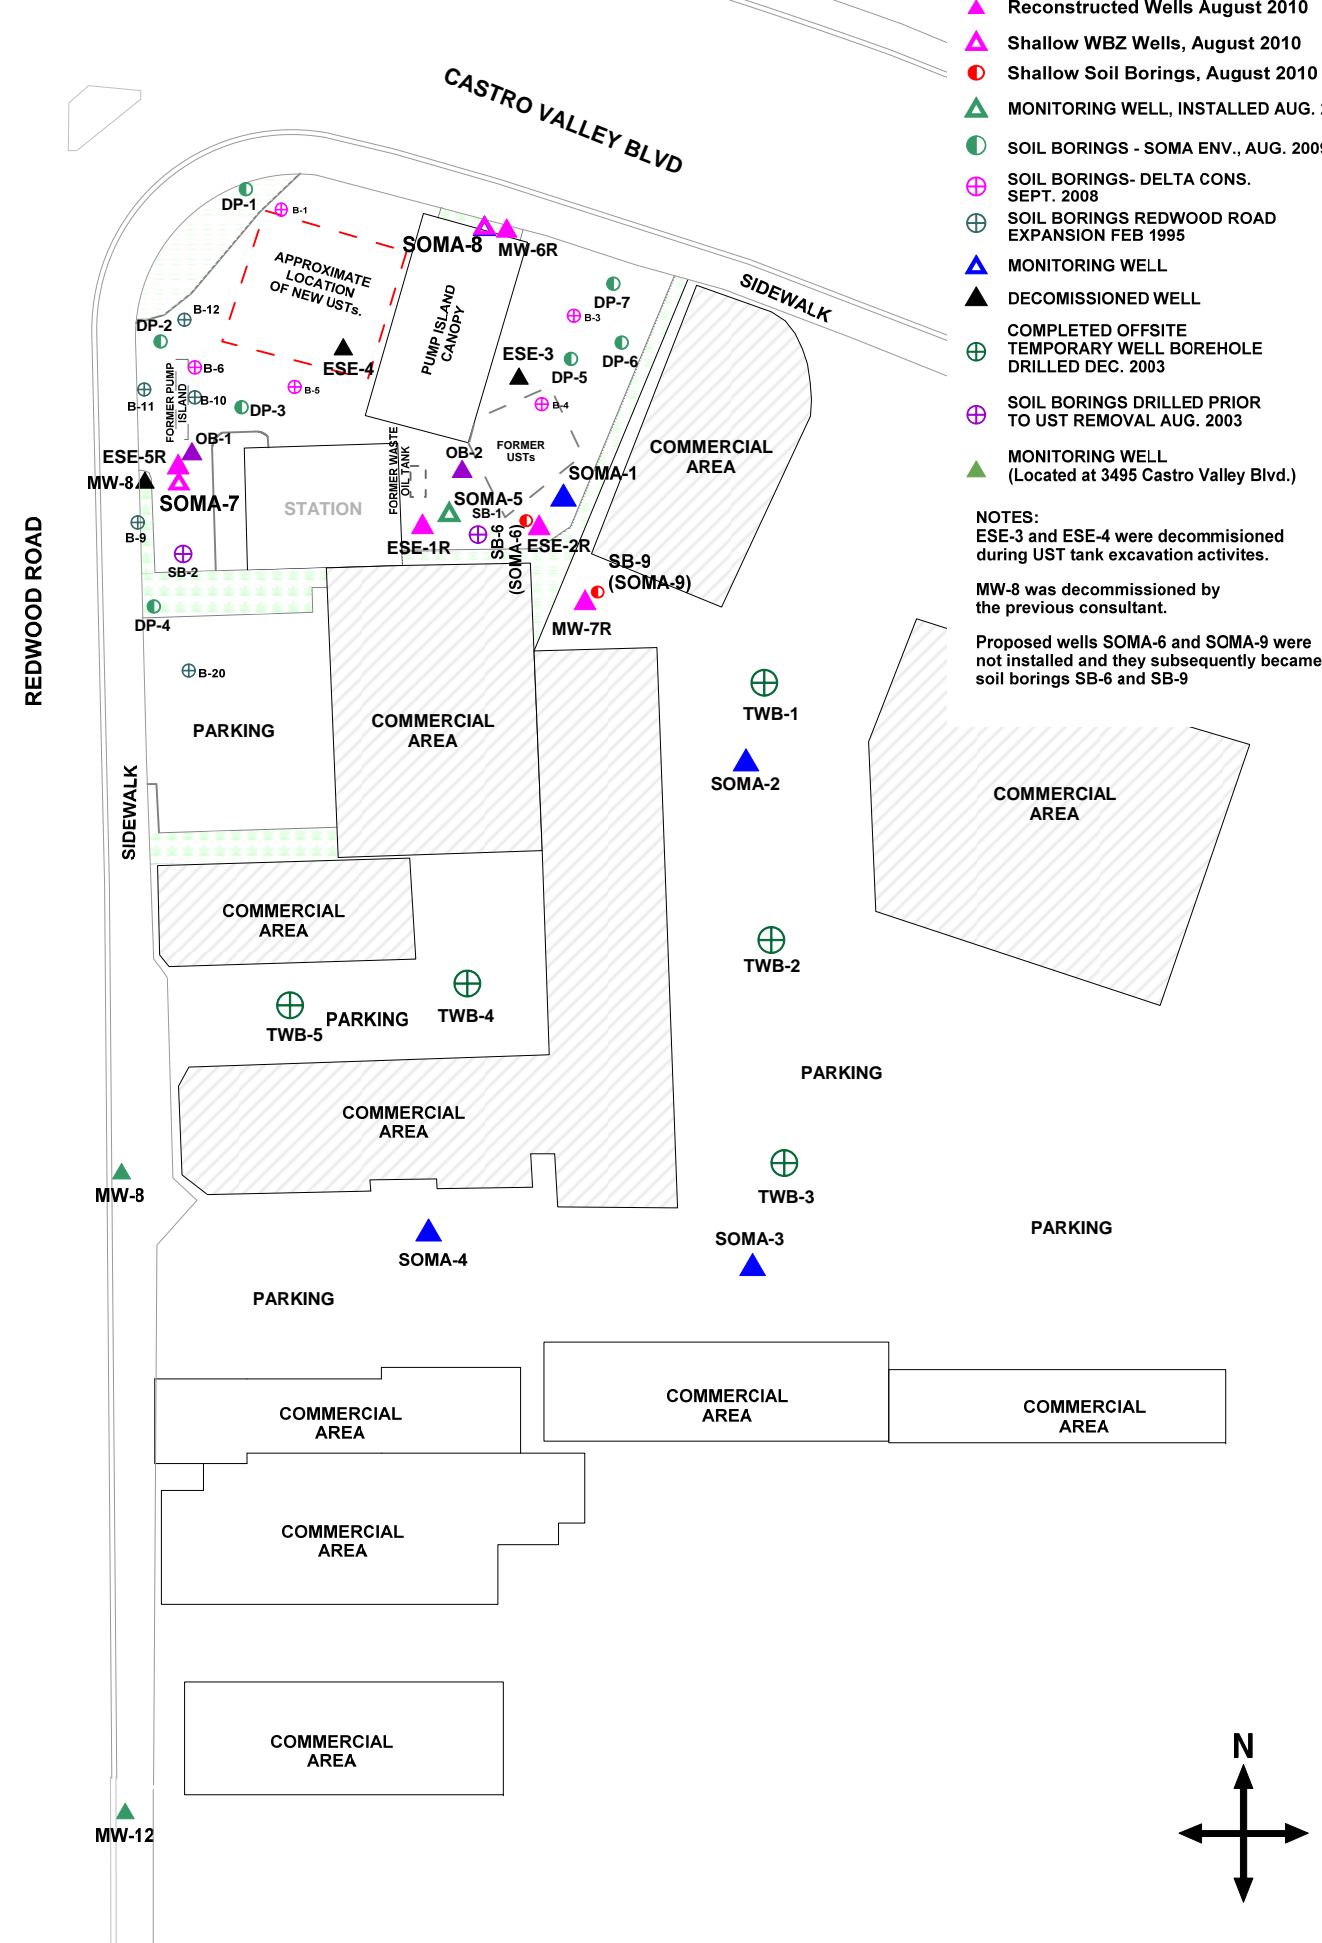 Reconstructed Wells August 2010
Shallow WBZ Wells, August 2010
Shallow Soil Borings, August 2010
MONITORING WELL, INSTALLED AUG.
SOIL BORINGS - SOMA ENV., AUG. 2009
SOIL BORINGS- DELTA CONS.
SEPT. 2008
SOIL BORINGS REDWOOD ROAD
EXPANSION FEB 1995
MONITORING WELL
DECOMISSIONED WELL
COMPLETED OFFSITE
TEMPORARY WELL BOREHOLE
DRILLED DEC. 2003
SOIL BORINGS DRILLED PRIOR
TO UST REMOVAL AUG. 2003
MONITORING WELL
(Located at 3495 Castro Valley Blvd.)
NOTES:
ESE-3 and ESE-4 were decommisioned
during UST tank excavation activites.
MW-8 was decommissioned by
the previous consultant.
Proposed wells SOMA-6 and SOMA-9 were
not installed and they subsequently became
soil borings SB-6 and SB-9
CASTRO VALLEY BLVD
SIDEWALK
DP-1
B-1
SOMA-8
MW-6R
APPROXIMATE
LOCATION
OF NEW USTs.
PUMP ISLAND
CANOPY
DP-7
B-3
DP-6
B-12
DP-2
ESE-3
ESE-4
DP-5
B-6
B-5
B-4
B-11
FORMER PUMP
ISLAND
B-10
DP-3
OB-1
ESE-5R
MW-8
SOMA-7
STATION
FORMER WASTE
OIL TANK
OB-2
FORMER
USTs
SOMA-1
COMMERCIAL
AREA
SOMA-5
SB-1
ESE-1R
SB-6
(SOMA-6)
ESE-2R
SB-9
(SOMA-9)
B-9
SB-2
DP-4
MW-7R
REDWOOD ROAD
B-20
PARKING
COMMERCIAL
AREA
TWB-1
SOMA-2
COMMERCIAL
AREA
SIDEWALK
COMMERCIAL
AREA
TWB-2
TWB-5
PARKING
TWB-4
PARKING
COMMERCIAL
AREA
MW-8
TWB-3
SOMA-4
SOMA-3
PARKING
PARKING
COMMERCIAL
AREA
COMMERCIAL
AREA
COMMERCIAL
AREA
COMMERCIAL
AREA
COMMERCIAL
AREA
MW-12
N